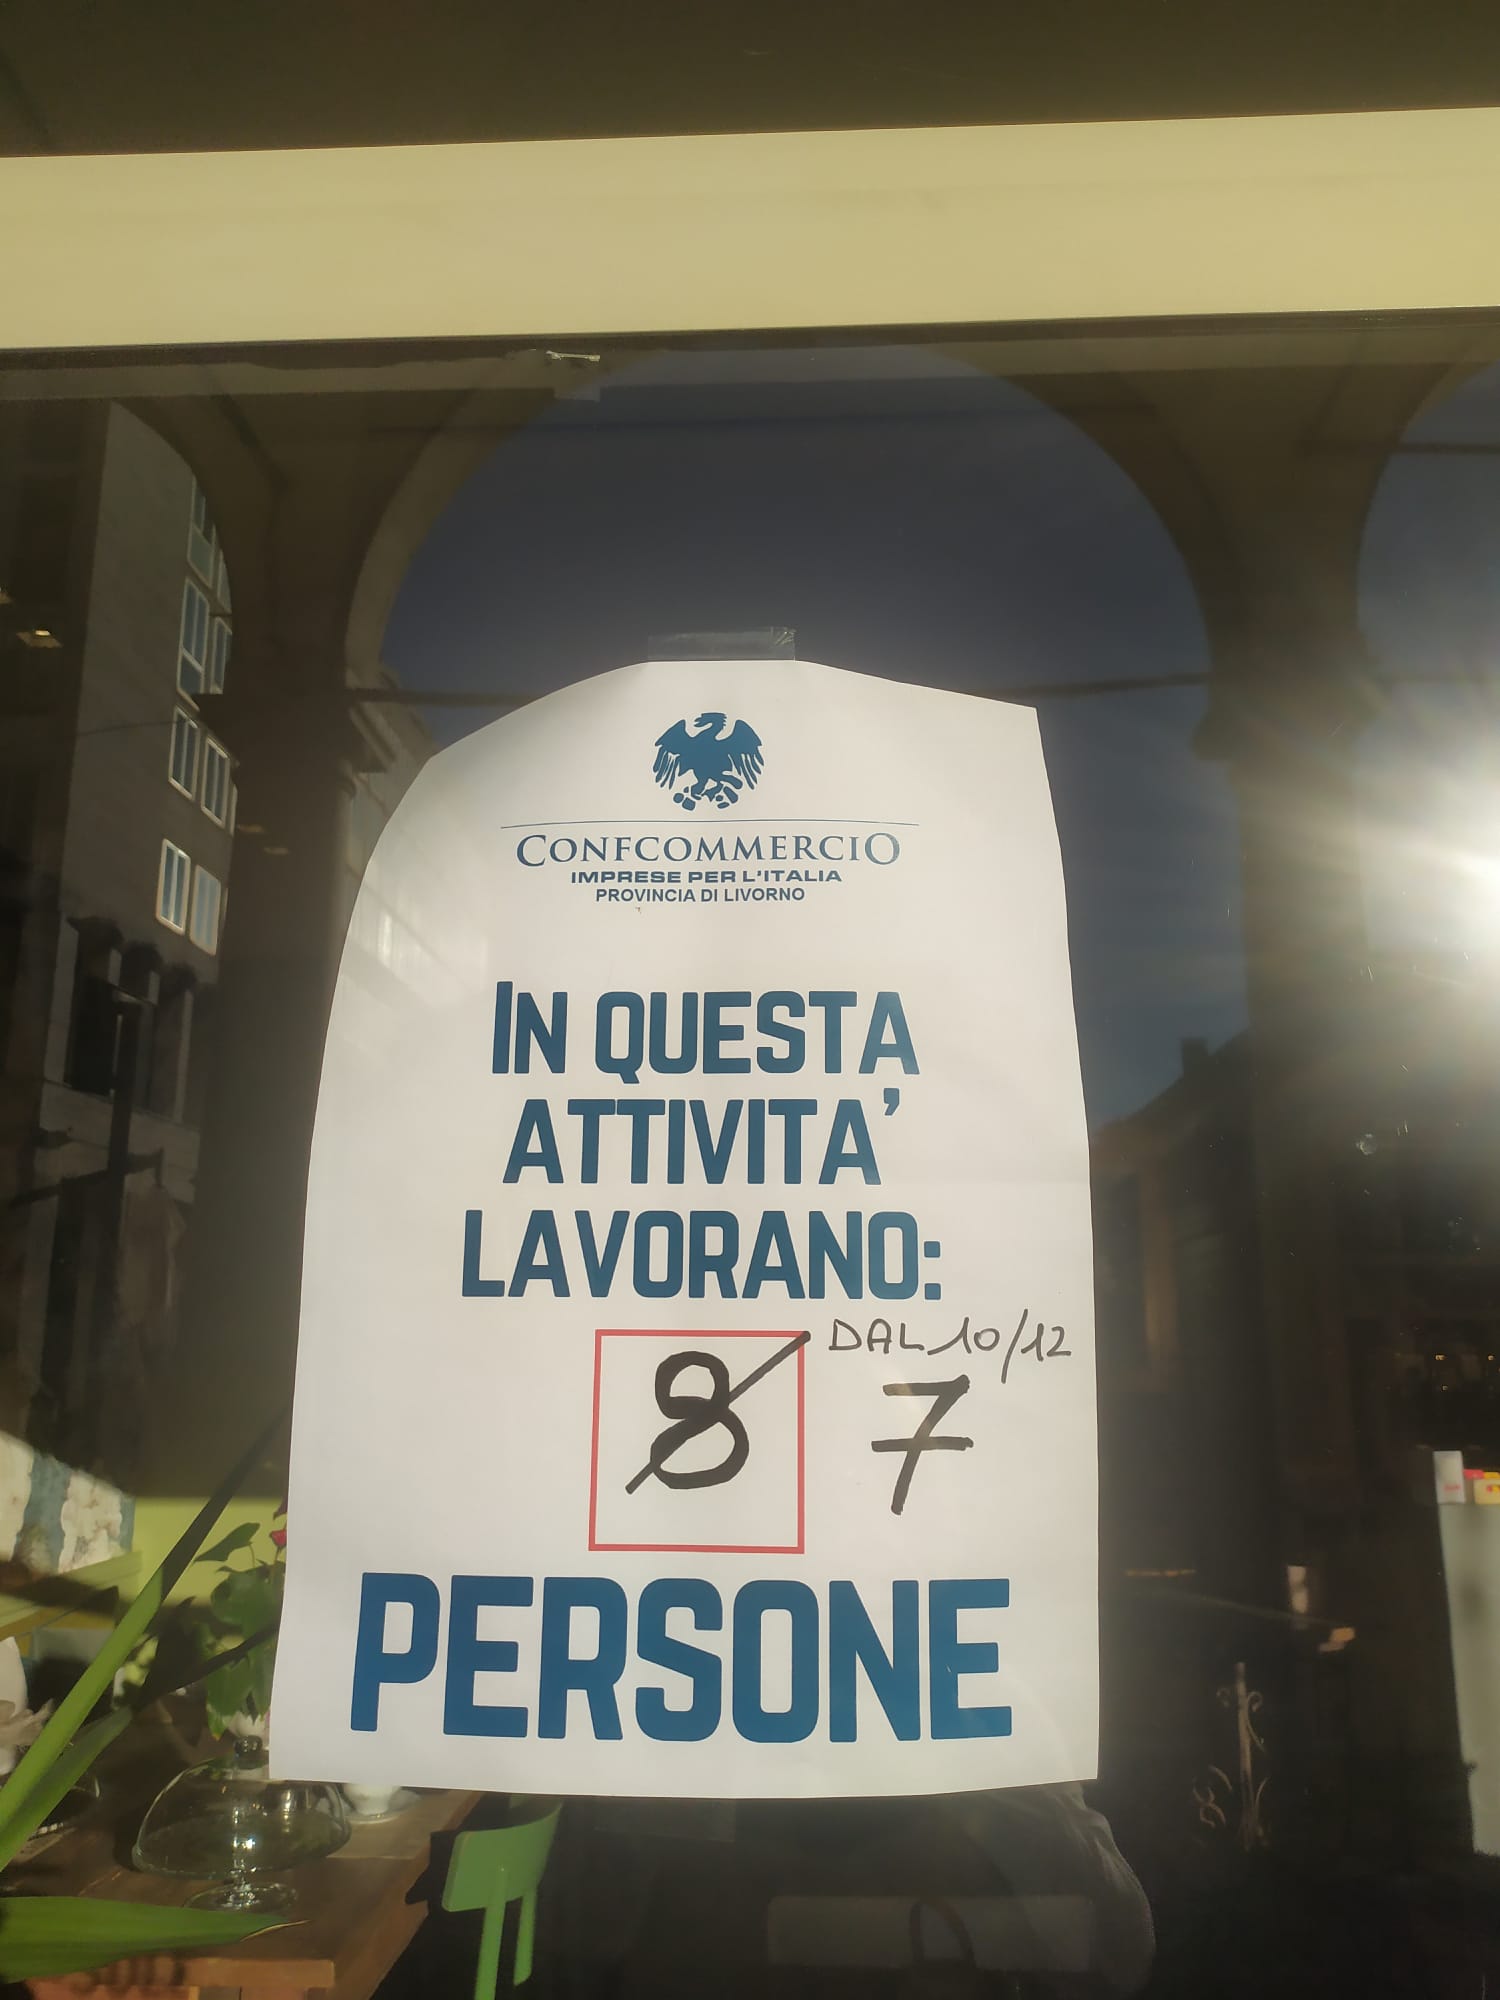 CONFCOMMERCIO
IMPRESE PER L'ITALIA
PROVINCIA DI LIVORNO
IN QUESTA
ATTIVITA'
LAVORANO:
DAL 10/12
8 7
PERSONE